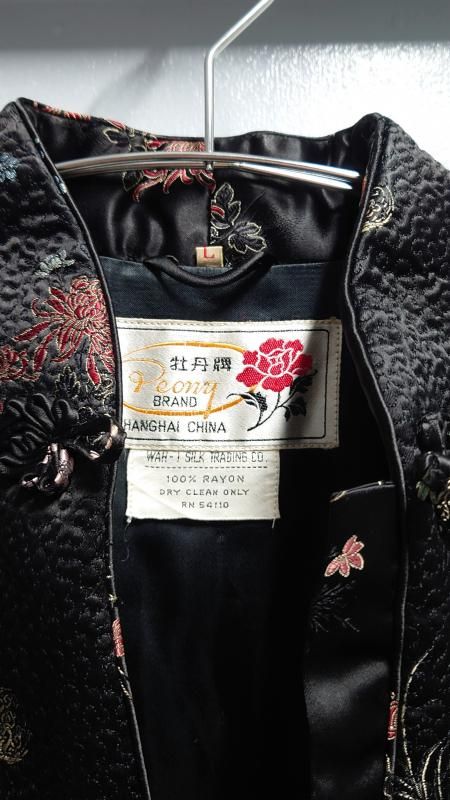 L
牡丹牌
Peony
BRAND
HANGHAI CHINA
WAH-I SILK TRADING CO.
100% RAYON
DRY CLEAN ONLY
RN 54110